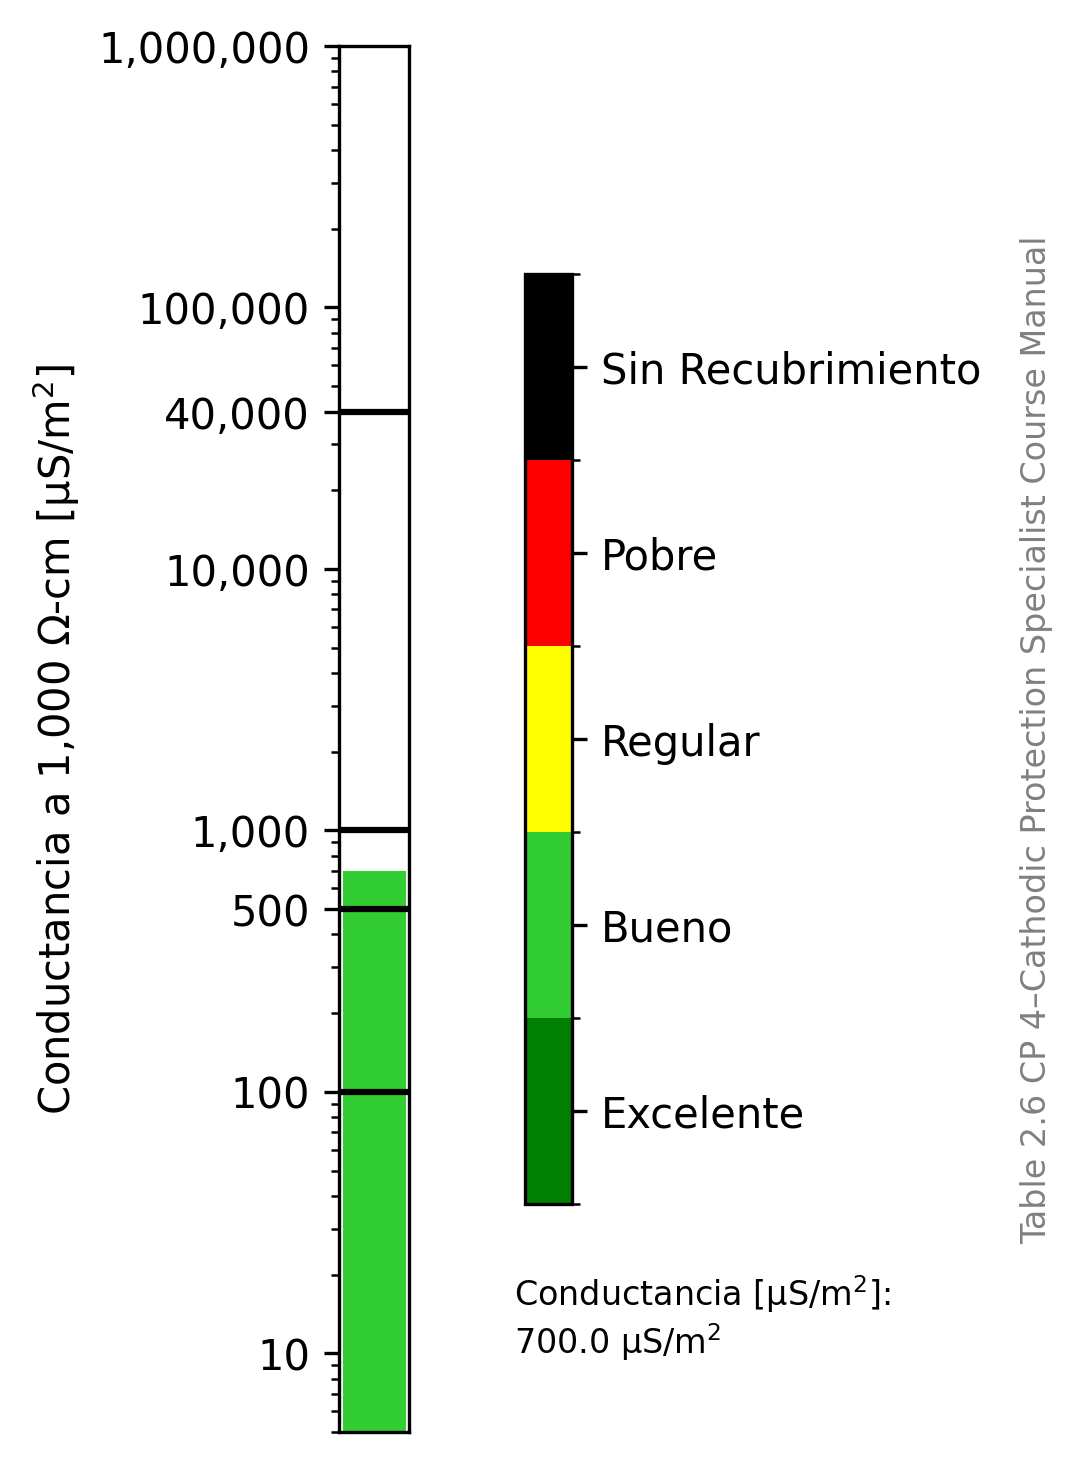 Conductancia a 1,000 Ω-cm [µS/m²]
1,000,000
100,000
40,000
10,000
1,000
500
100
10
Sin Recubrimiento
Pobre
Regular
Bueno
Excelente
Conductancia [µS/m²]:
700.0 µS/m²
Table 2.6 CP 4–Cathodic Protection Specialist Course Manual